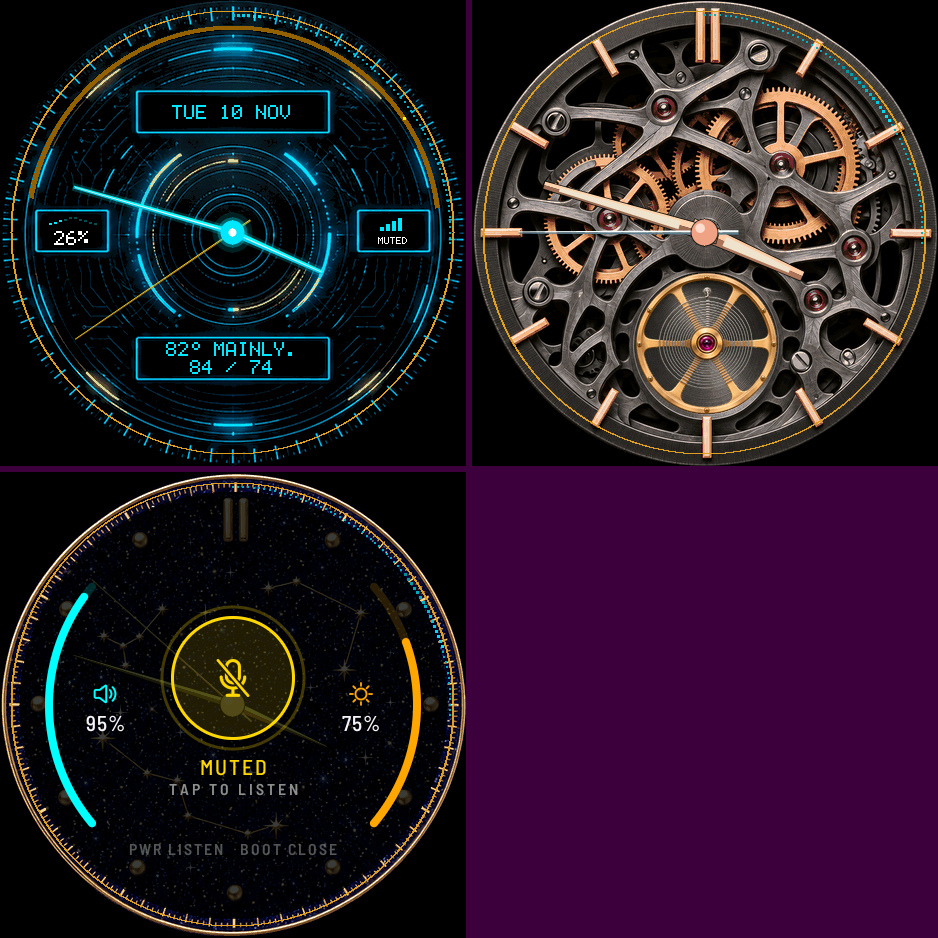 TUE 10 NOV
26%
MUTED
82° MAINLY.
84 / 74
95%
75%
MUTED
TAP TO LISTEN
PWR LISTEN BOOT CLOSE